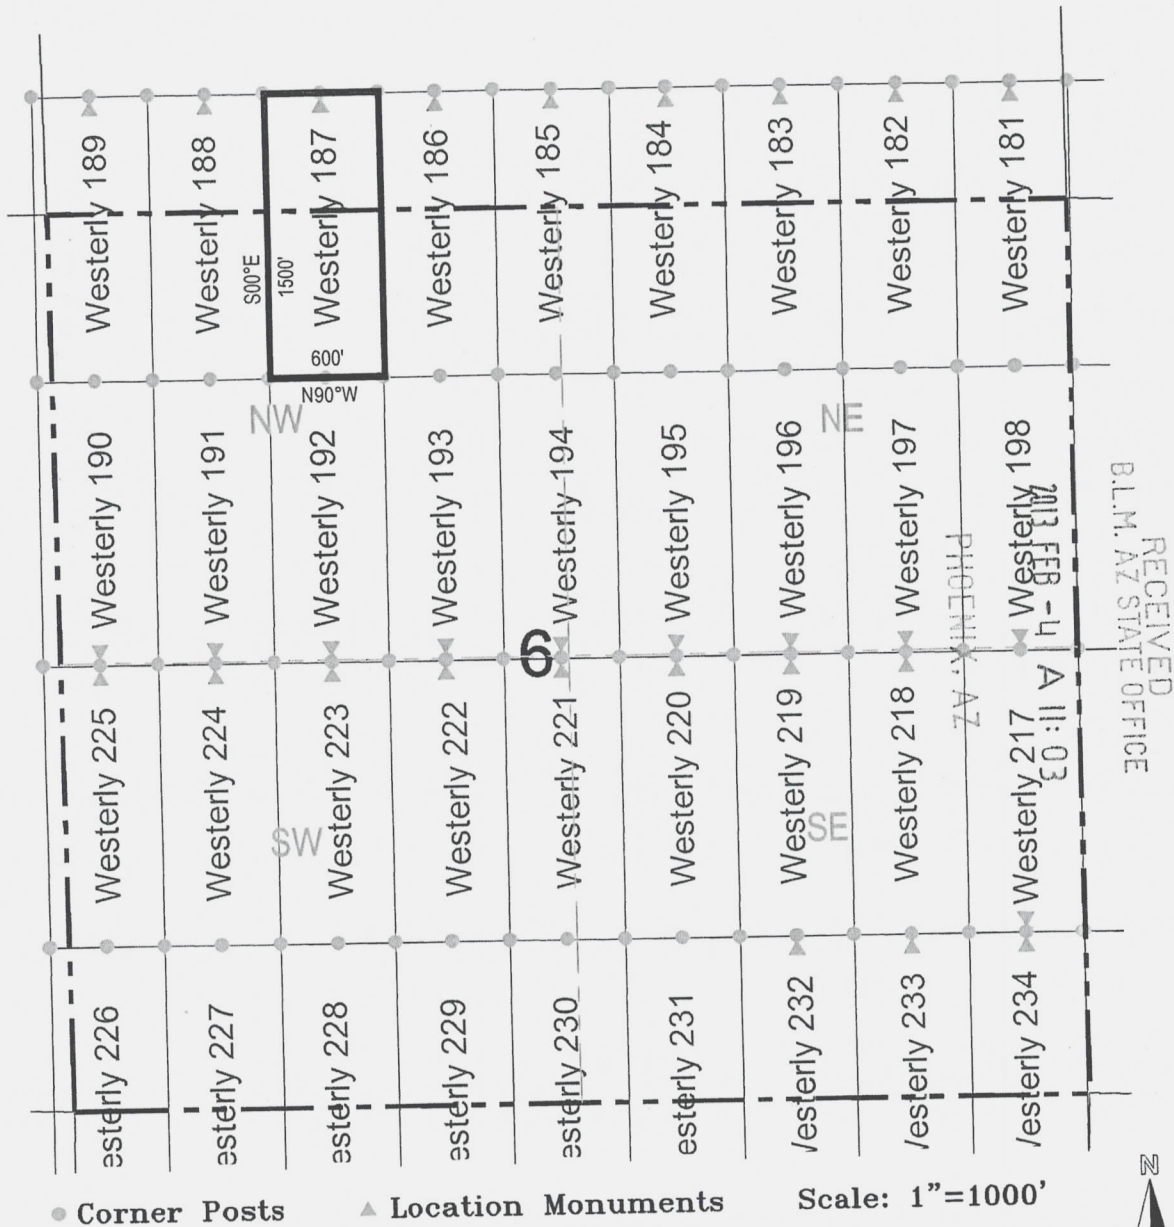 Westerly 189
Westerly 188
Westerly 187
Westerly 186
Westerly 185
Westerly 184
Westerly 183
Westerly 182
Westerly 181
S00°E
1500'
600'
N90°W
NW
NE
Westerly 190
Westerly 191
Westerly 192
Westerly 193
Westerly 194
Westerly 195
Westerly 196
Westerly 197
Westerly 198
RECEIVED
B.L.M. AZ STATE OFFICE
2013 FEB -4 A 11:03
PHOENIX, AZ
6
Westerly 225
Westerly 224
Westerly 223
Westerly 222
Westerly 221
Westerly 220
Westerly 219
Westerly 218
Westerly 217
SW
SE
esterly 226
esterly 227
esterly 228
esterly 229
esterly 230
esterly 231
Westerly 232
Westerly 233
Westerly 234
Corner Posts
Location Monuments
Scale: 1"=1000'
N